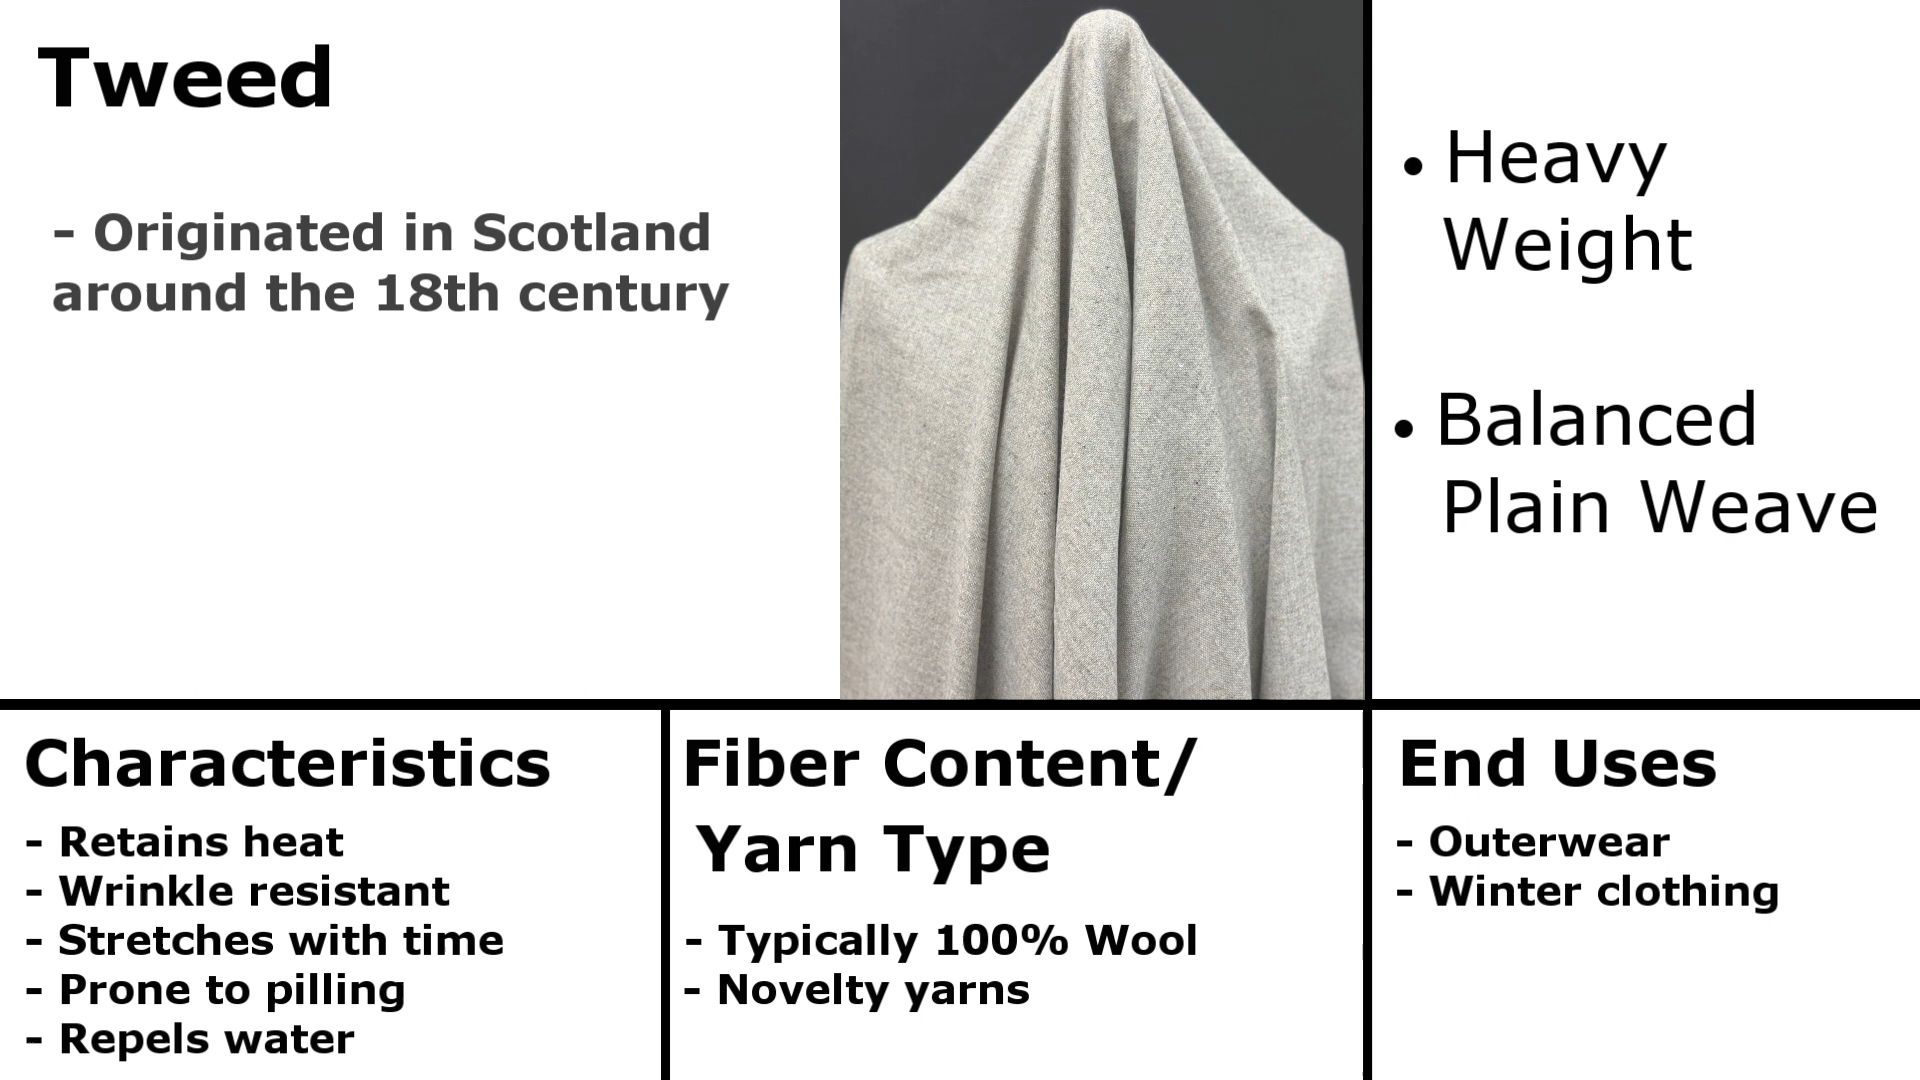 Tweed
- Originated in Scotland
around the 18th century
• Heavy
Weight
• Balanced
Plain Weave
Characteristics
- Retains heat
- Wrinkle resistant
- Stretches with time
- Prone to pilling
- Repels water
Fiber Content/
Yarn Type
- Typically 100% Wool
- Novelty yarns
End Uses
- Outerwear
- Winter clothing